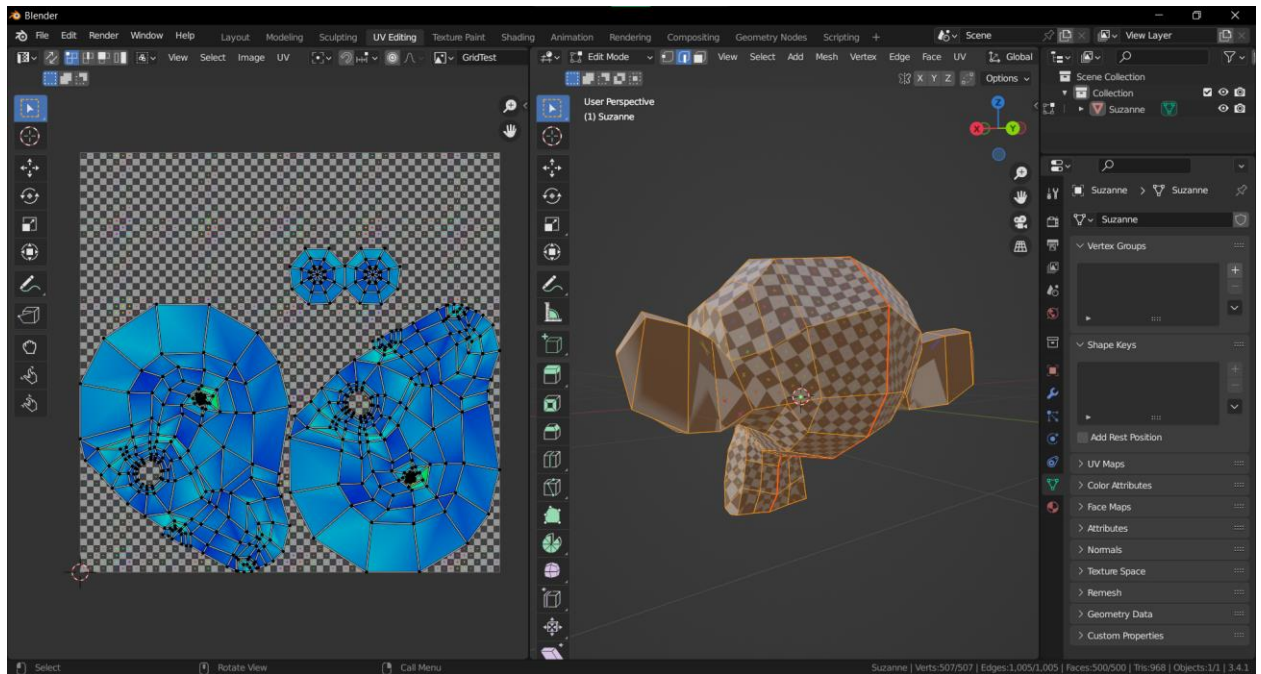 Blender
File Edit Render Window Help Layout Modeling Sculpting UV Editing Texture Paint Shading Animation Rendering Compositing Geometry Nodes Scripting + Scene View Layer
View Select Image UV GridTest
Edit Mode View Select Add Mesh Vertex Edge Face UV Global
X Y Z Options
User Perspective
(1) Suzanne
Z
X Y
Scene Collection
Collection
Suzanne
Suzanne > Suzanne
Suzanne
Vertex Groups
Shape Keys
Add Rest Position
UV Maps
Color Attributes
Face Maps
Attributes
Normals
Texture Space
Remesh
Geometry Data
Custom Properties
Select Rotate View Call Menu Suzanne | Verts:507/507 | Edges:1,005/1,005 | Faces:500/500 | Tris:968 | Objects:1/1 | 3.4.1